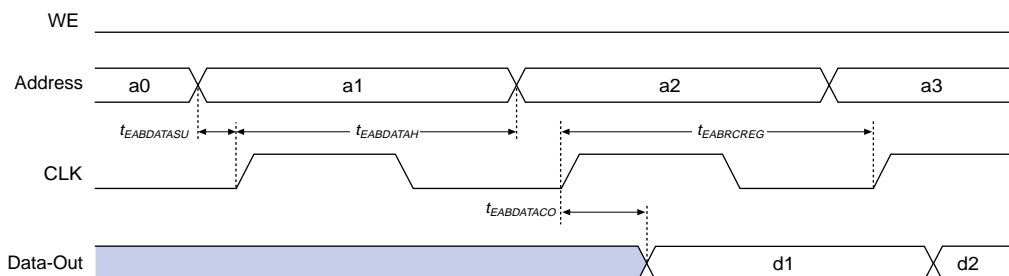 WE
Address a0 a1 a2 a3
tEABDATASU tEABDATAH tEABRCREG
CLK
tEABDATACO
Data-Out d1 d2